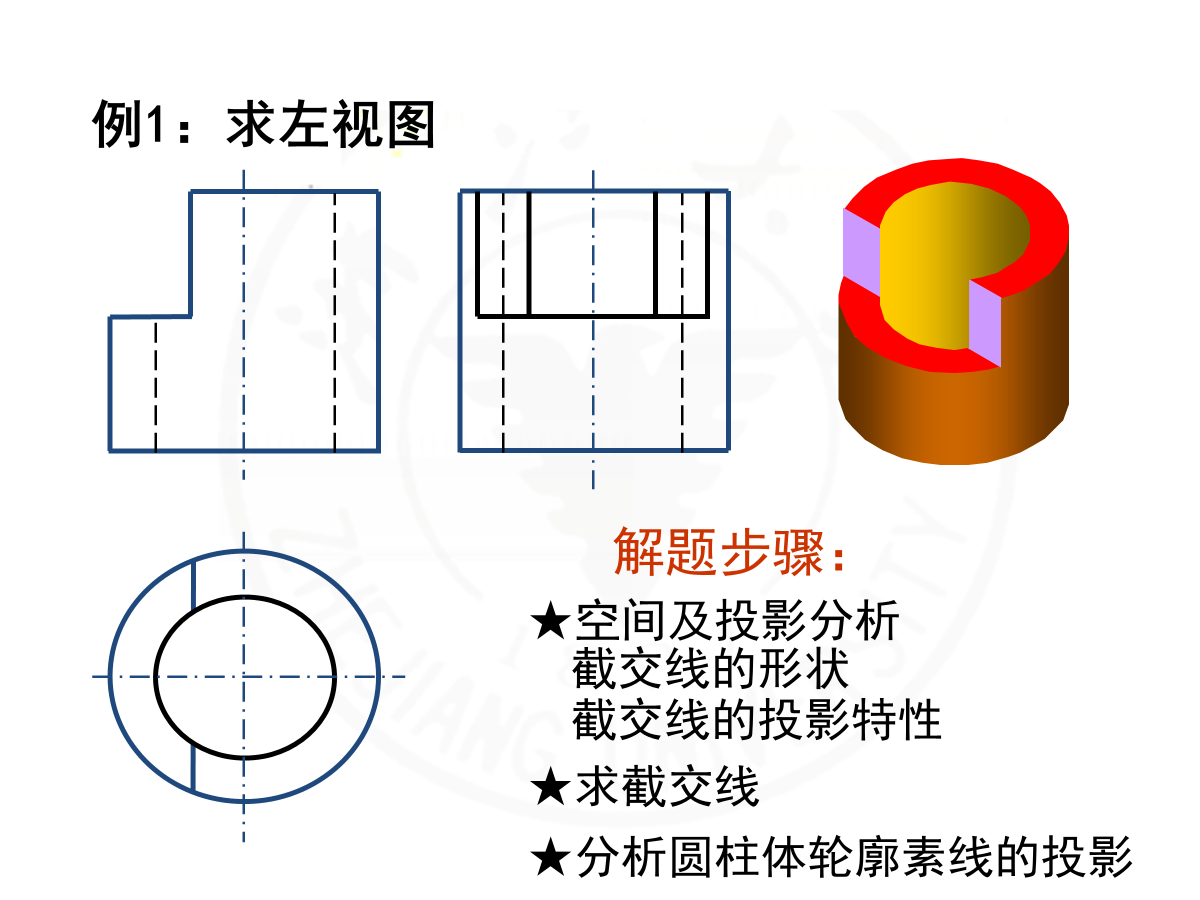 例1：求左视图
解题步骤：
★空间及投影分析
截交线的形状
截交线的投影特性
★求截交线
★分析圆柱体轮廓素线的投影